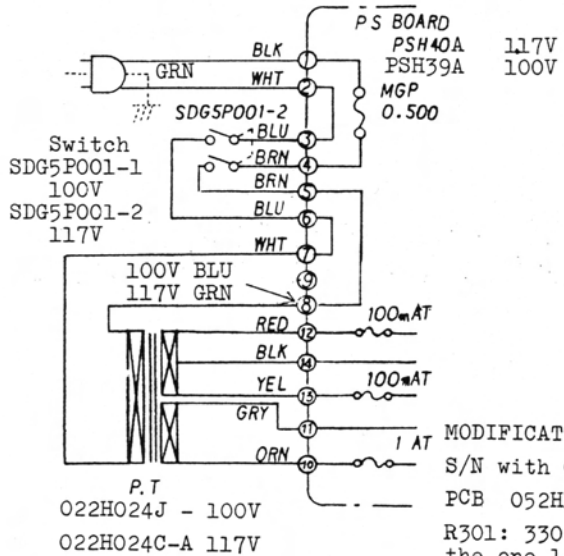 PS BOARD
PSH40A 117V
PSH39A 100V
MGP
0.500
BLK
1
GRN
WHT
2
SDG5P001-2
BLU
3
BRN
4
BRN
5
BLU
6
WHT
7
Switch
SDG5P001-1
100V
SDG5P001-2
117V
9
100V BLU
117V GRN
8
RED
12
100mAT
BLK
14
YEL
13
100mAT
GRY
11
ORN
10
1 AT
P.T
022H024J - 100V
022H024C-A 117V
MODIFICAT
S/N with
PCB 052H
R301: 330
the one l